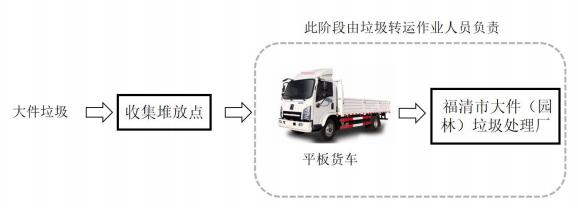 此阶段由垃圾转运作业人员负责
大件垃圾
收集堆放点
平板货车
福清市大件（园
林）垃圾处理厂